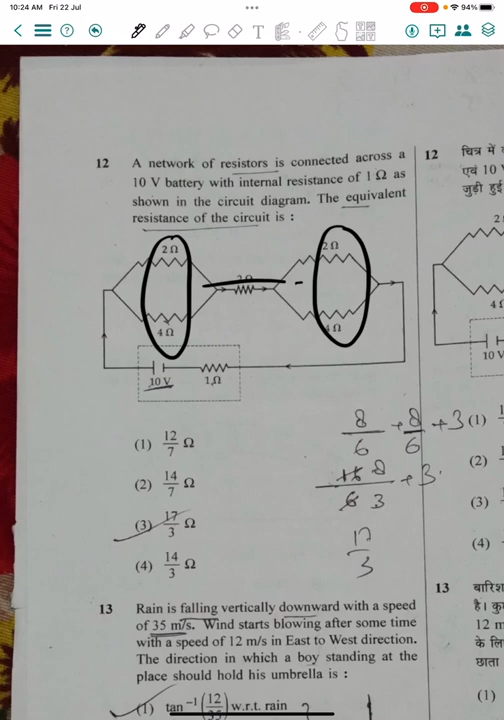 10:24 AM Fri 22 Jul
94%
12 A network of resistors is connected across a
10 V battery with internal resistance of 1 Ω as
shown in the circuit diagram. The equivalent
resistance of the circuit is :
2 Ω
2 Ω
4 Ω
4 Ω
10 V
1 Ω
(1) 12/7 Ω
(2) 14/7 Ω
(3) 17/3 Ω
(4) 14/3 Ω
8/6 + 8/6 + 3
+ 3
17/3
13 Rain is falling vertically downward with a speed
of 35 m/s. Wind starts blowing after some time
with a speed of 12 m/s in East to West direction.
The direction in which a boy standing at the
place should hold his umbrella is :
(1) tan⁻¹(12/35) w.r.t. rain
12 चित्र में
एवं 10
जुड़ी हुई
10 V
(1)
(2)
(3)
(4)
13 बारिश
है। कु
12 m
के लि
छाता
(1)